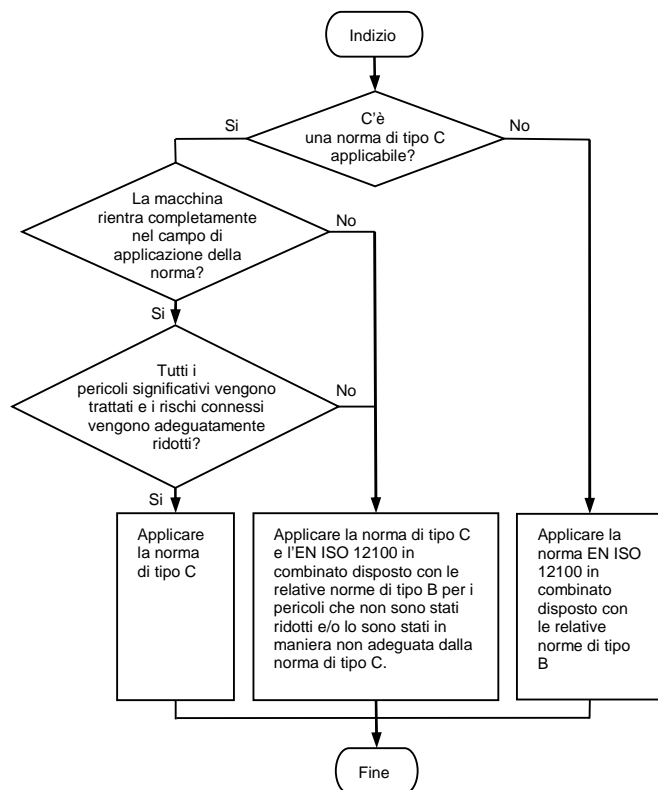 Indizio
C'è
una norma di tipo C
applicabile?
Si
No
La macchina
rientra completamente
nel campo di
applicazione della
norma?
No
Si
Tutti i
pericoli significativi vengono
trattati e i rischi connessi
vengono adeguatamente
ridotti?
No
Si
Applicare
la norma
di tipo C
Applicare la norma di tipo C
e l'EN ISO 12100 in
combinato disposto con le
relative norme di tipo B per i
pericoli che non sono stati
ridotti e/o lo sono stati in
maniera non adeguata dalla
norma di tipo C.
Applicare la
norma EN ISO
12100 in
combinato
disposto con
le relative
norme di tipo
B
Fine